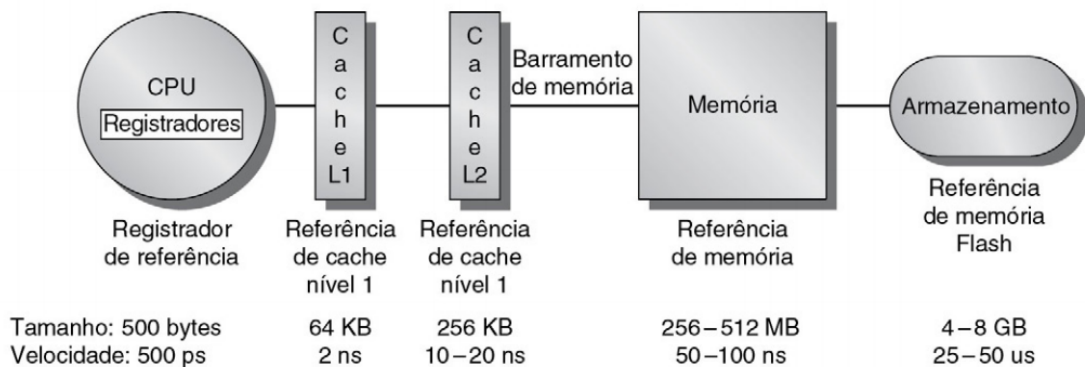 CPU
Registradores
Cache L1
Cache L2
Barramento
de memória
Memória
Armazenamento
Registrador
de referência
Referência
de cache
nível 1
Referência
de cache
nível 1
Referência
de memória
Referência
de memória
Flash
Tamanho: 500 bytes 64 KB 256 KB 256–512 MB 4–8 GB
Velocidade: 500 ps 2 ns 10–20 ns 50–100 ns 25–50 us